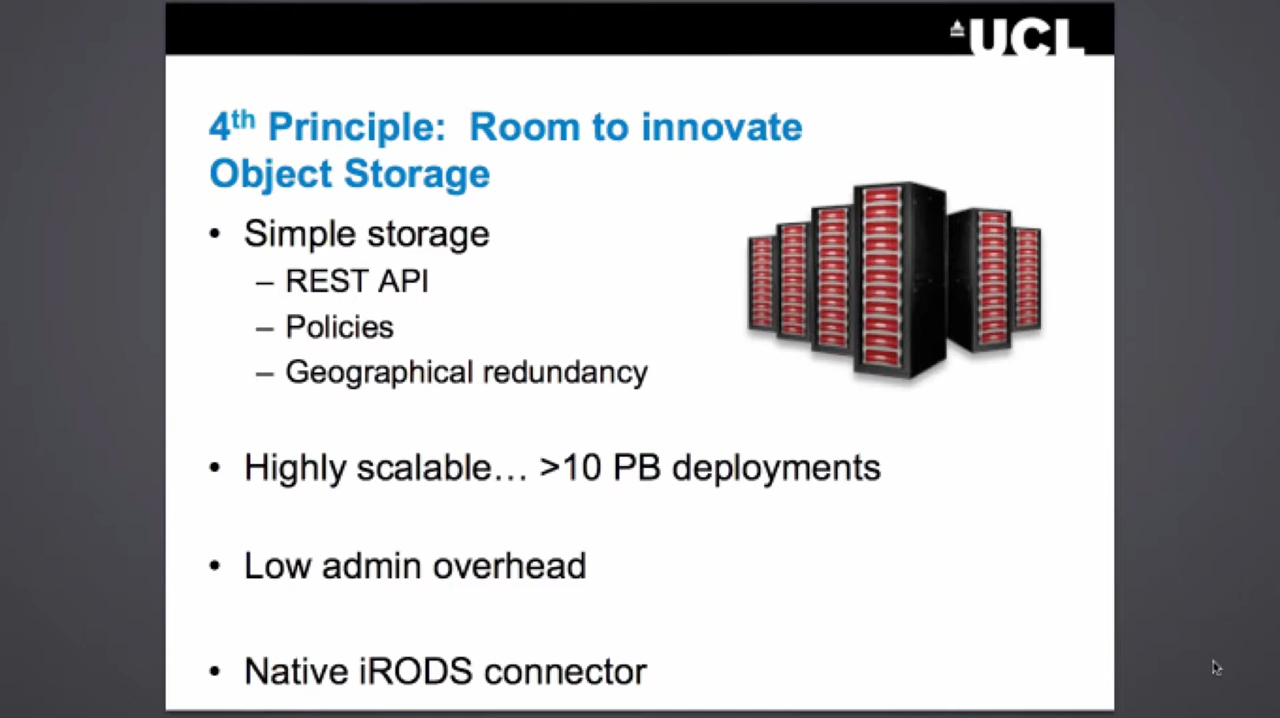 UCL
4th Principle: Room to innovate
Object Storage
• Simple storage
– REST API
– Policies
– Geographical redundancy
• Highly scalable… >10 PB deployments
• Low admin overhead
• Native iRODS connector